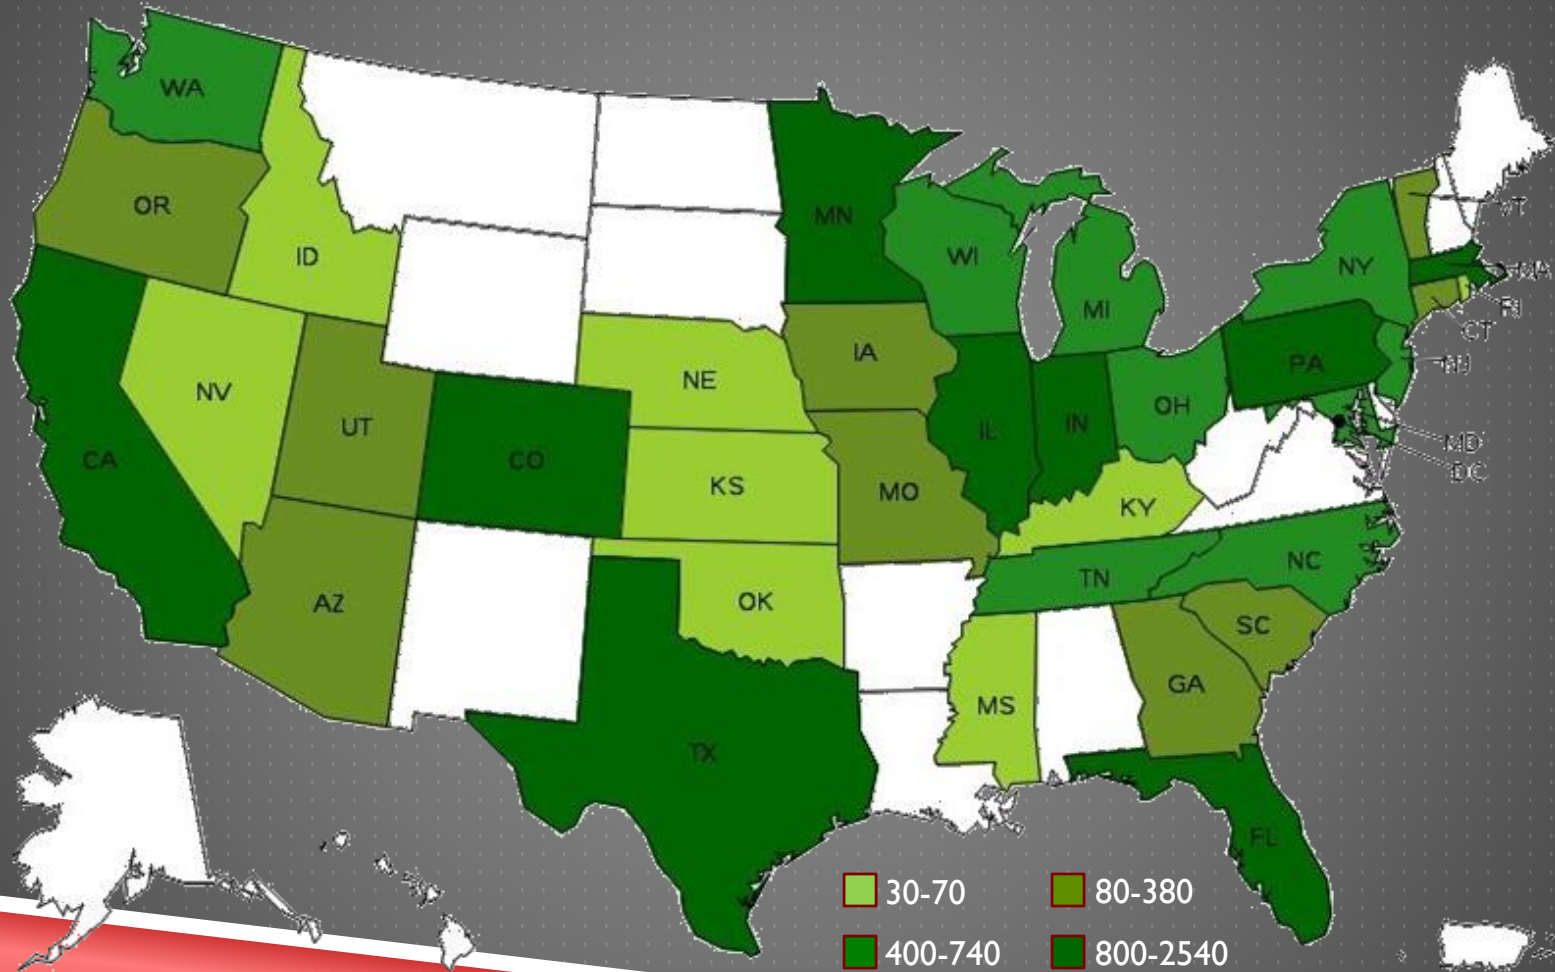 WA
OR
ID
MN
WI
MI
NY
VT
MA
RI
CT
NJ
PA
NV
UT
CO
NE
IA
IL
IN
OH
CA
KS
MO
KY
MD
DC
AZ
OK
TN
NC
SC
MS
GA
TX
FL
30-70 80-380
400-740 800-2540